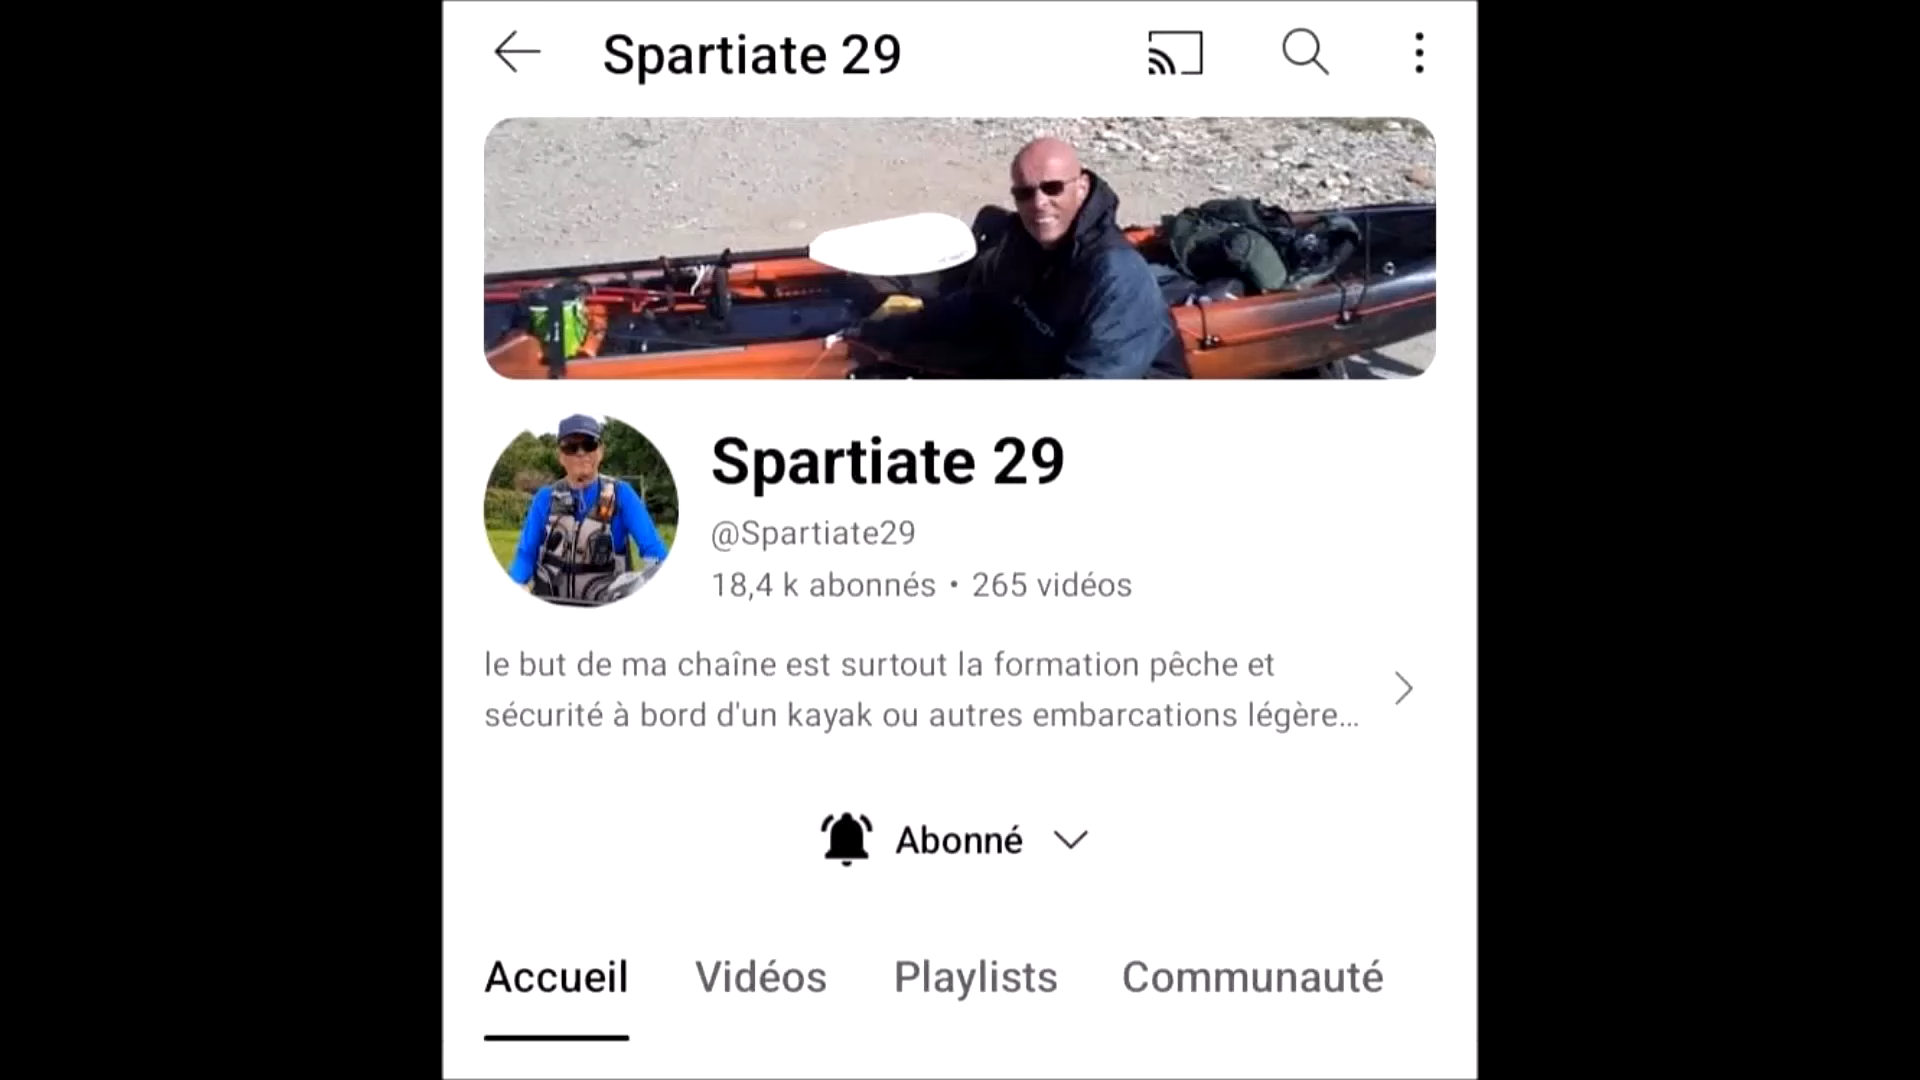 Spartiate 29
Spartiate 29
@Spartiate29
18,4 k abonnés • 265 vidéos
le but de ma chaîne est surtout la formation pêche et
sécurité à bord d'un kayak ou autres embarcations légère...
Abonné
Accueil Vidéos Playlists Communauté